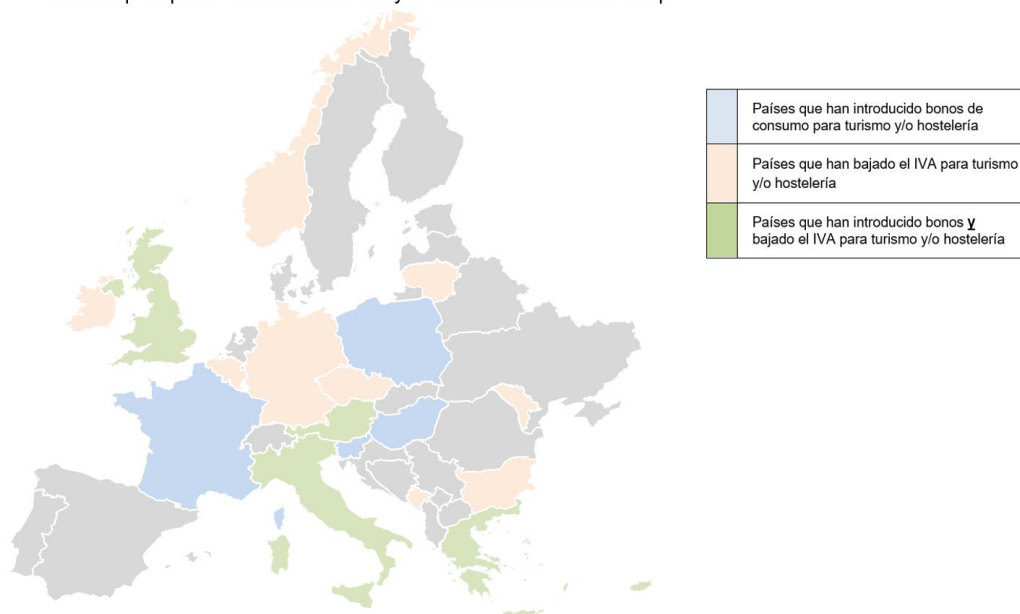 Países que han introducido bonos de
consumo para turismo y/o hostelería
Países que han bajado el IVA para turismo
y/o hostelería
Países que han introducido bonos y
bajado el IVA para turismo y/o hostelería